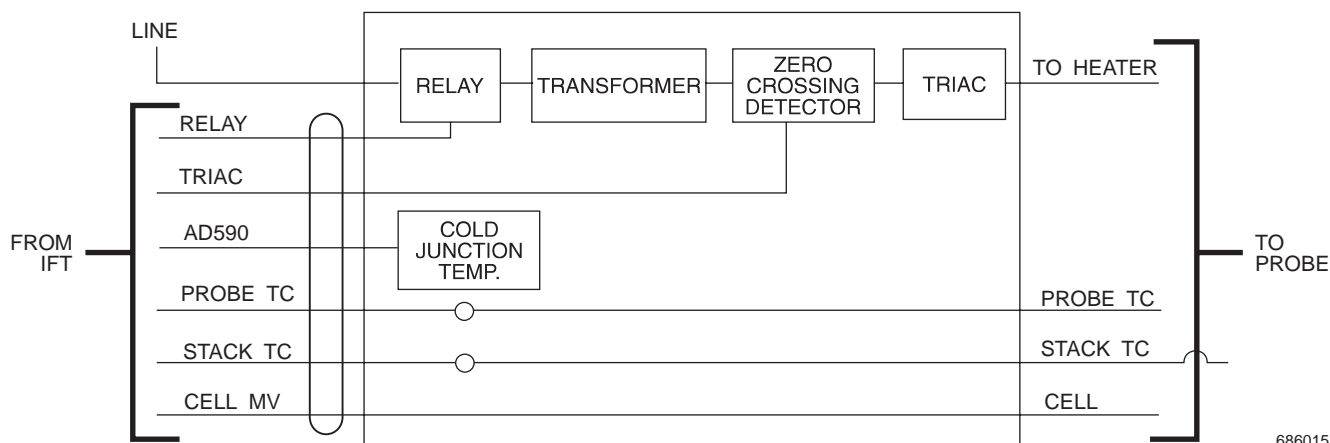 LINE
RELAY
TRANSFORMER
ZERO
CROSSING
DETECTOR
TRIAC
TO HEATER
RELAY
TRIAC
AD590
COLD
JUNCTION
TEMP.
FROM
IFT
TO
PROBE
PROBE TC
PROBE TC
STACK TC
STACK TC
CELL MV
CELL
686015